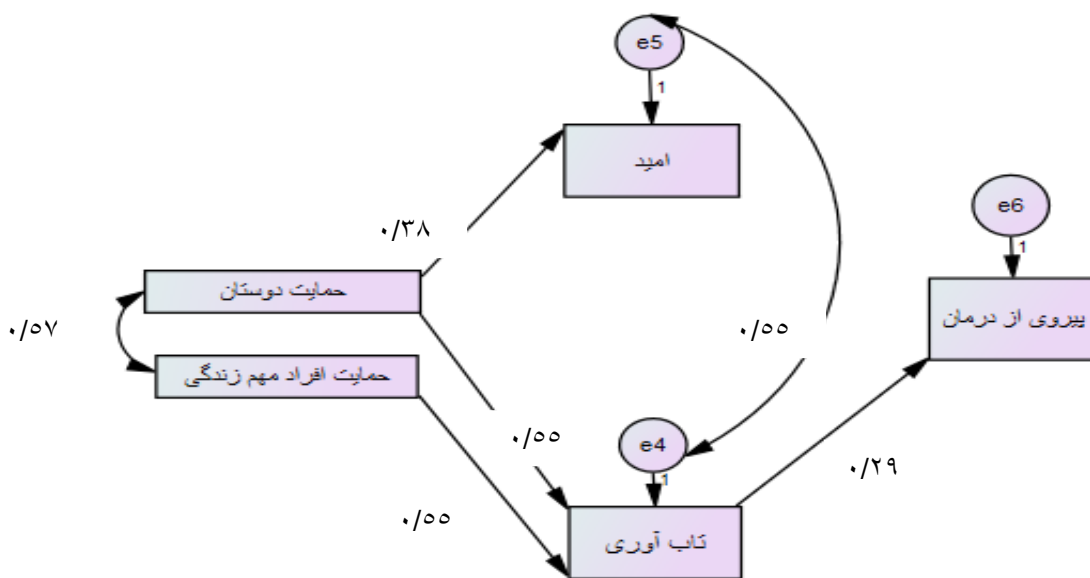 e5
1
امید
۰/۳۸
e6
1
حمایت دوستان
پیروی از درمان
۰/۵۷
۰/۵۵
حمایت افراد مهم زندگی
۰/۵۵
e4
1
۰/۲۹
۰/۵۵
تاب آوری